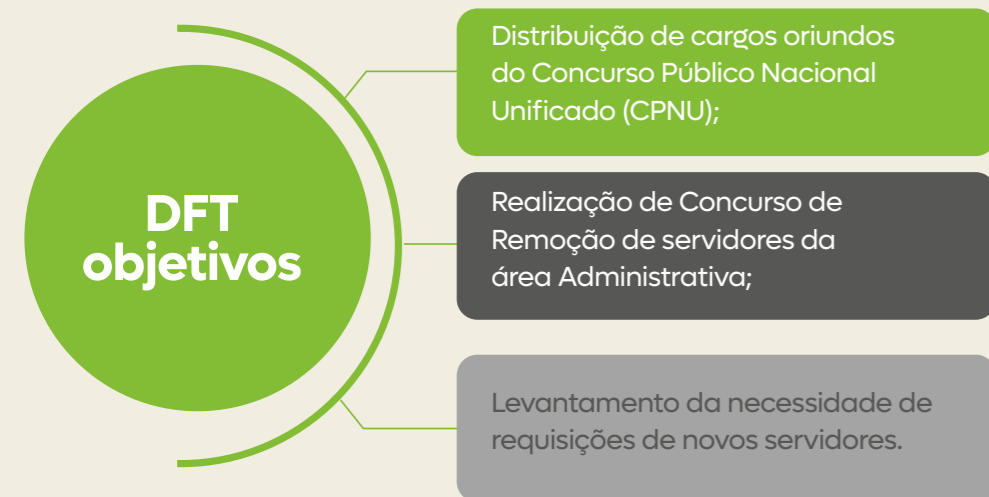 DFT
objetivos
Distribuição de cargos oriundos
do Concurso Público Nacional
Unificado (CPNU);
Realização de Concurso de
Remoção de servidores da
área Administrativa;
Levantamento da necessidade de
requisições de novos servidores.